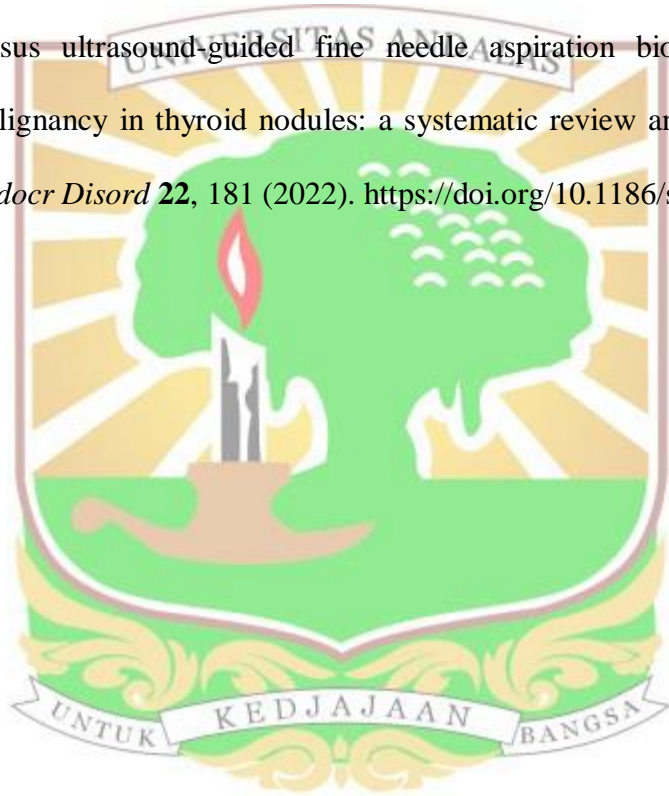 UNIVERSITAS ANDALAS
sus ultrasound-guided fine needle aspiration bio
lignancy in thyroid nodules: a systematic review an
docr Disord 22, 181 (2022). https://doi.org/10.1186/s
UNTUK KEDJAJAAN BANGSA